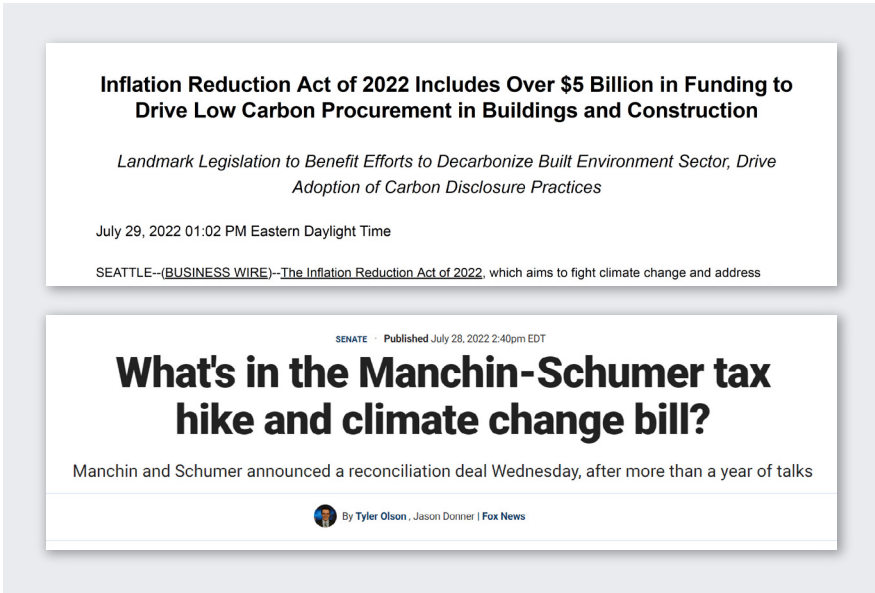 Inflation Reduction Act of 2022 Includes Over $5 Billion in Funding to
Drive Low Carbon Procurement in Buildings and Construction
Landmark Legislation to Benefit Efforts to Decarbonize Built Environment Sector, Drive
Adoption of Carbon Disclosure Practices
July 29, 2022 01:02 PM Eastern Daylight Time
SEATTLE--(BUSINESS WIRE)--The Inflation Reduction Act of 2022, which aims to fight climate change and address
SENATE · Published July 28, 2022 2:40pm EDT
What's in the Manchin-Schumer tax
hike and climate change bill?
Manchin and Schumer announced a reconciliation deal Wednesday, after more than a year of talks
By Tyler Olson , Jason Donner | Fox News